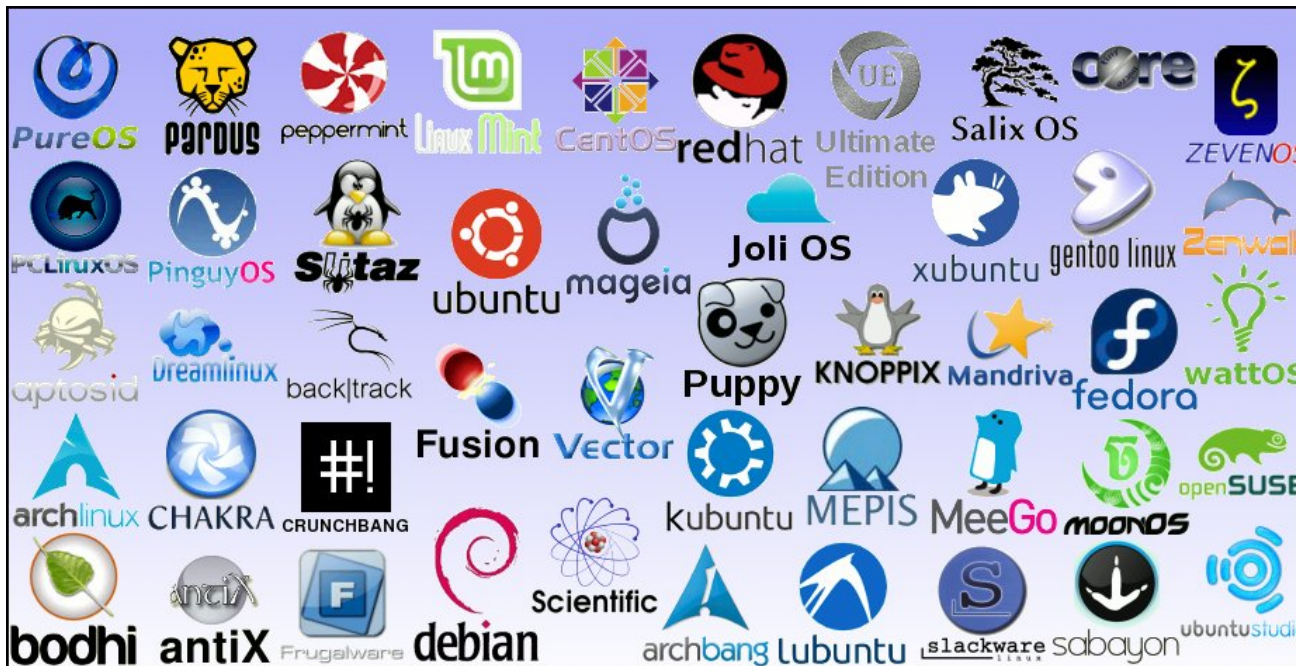 PureOS
PARDUS
peppermint
Linux Mint
CentOS
redhat
UE
Ultimate
Edition
Salix OS
core
ZEVENOS
PCLinuxOS
PinguyOS
Slitaz
ubuntu
mageia
Joli OS
xubuntu
gentoo linux
Zenwalk
aptosid
Dreamlinux
back|track
Fusion
Vector
Puppy
KNOPPIX
Mandriva
fedora
wattOS
archlinux
CHAKRA
#!
CRUNCHBANG
kubuntu
MEPIS
MeeGo
MOONOS
openSUSE
bodhi
antiX
antiX
F
Frugalware
debian
Scientific
archbang
Lubuntu
S
slackware
linux
sabayon
ubuntustudio